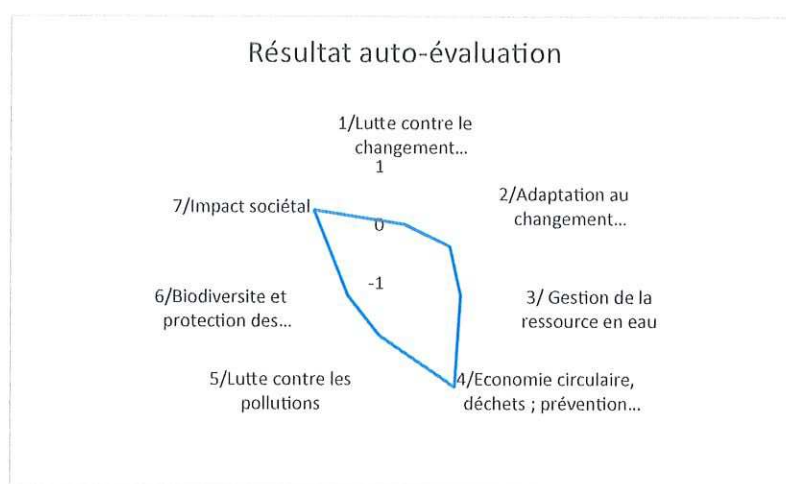 Résultat auto-évaluation
1/Lutte contre le
changement...
1
2/Adaptation au
changement...
7/Impact sociétal
0
-1
6/Biodiversite et
protection des...
3/ Gestion de la
ressource en eau
5/Lutte contre les
pollutions
4/Economie circulaire,
déchets ; prévention...